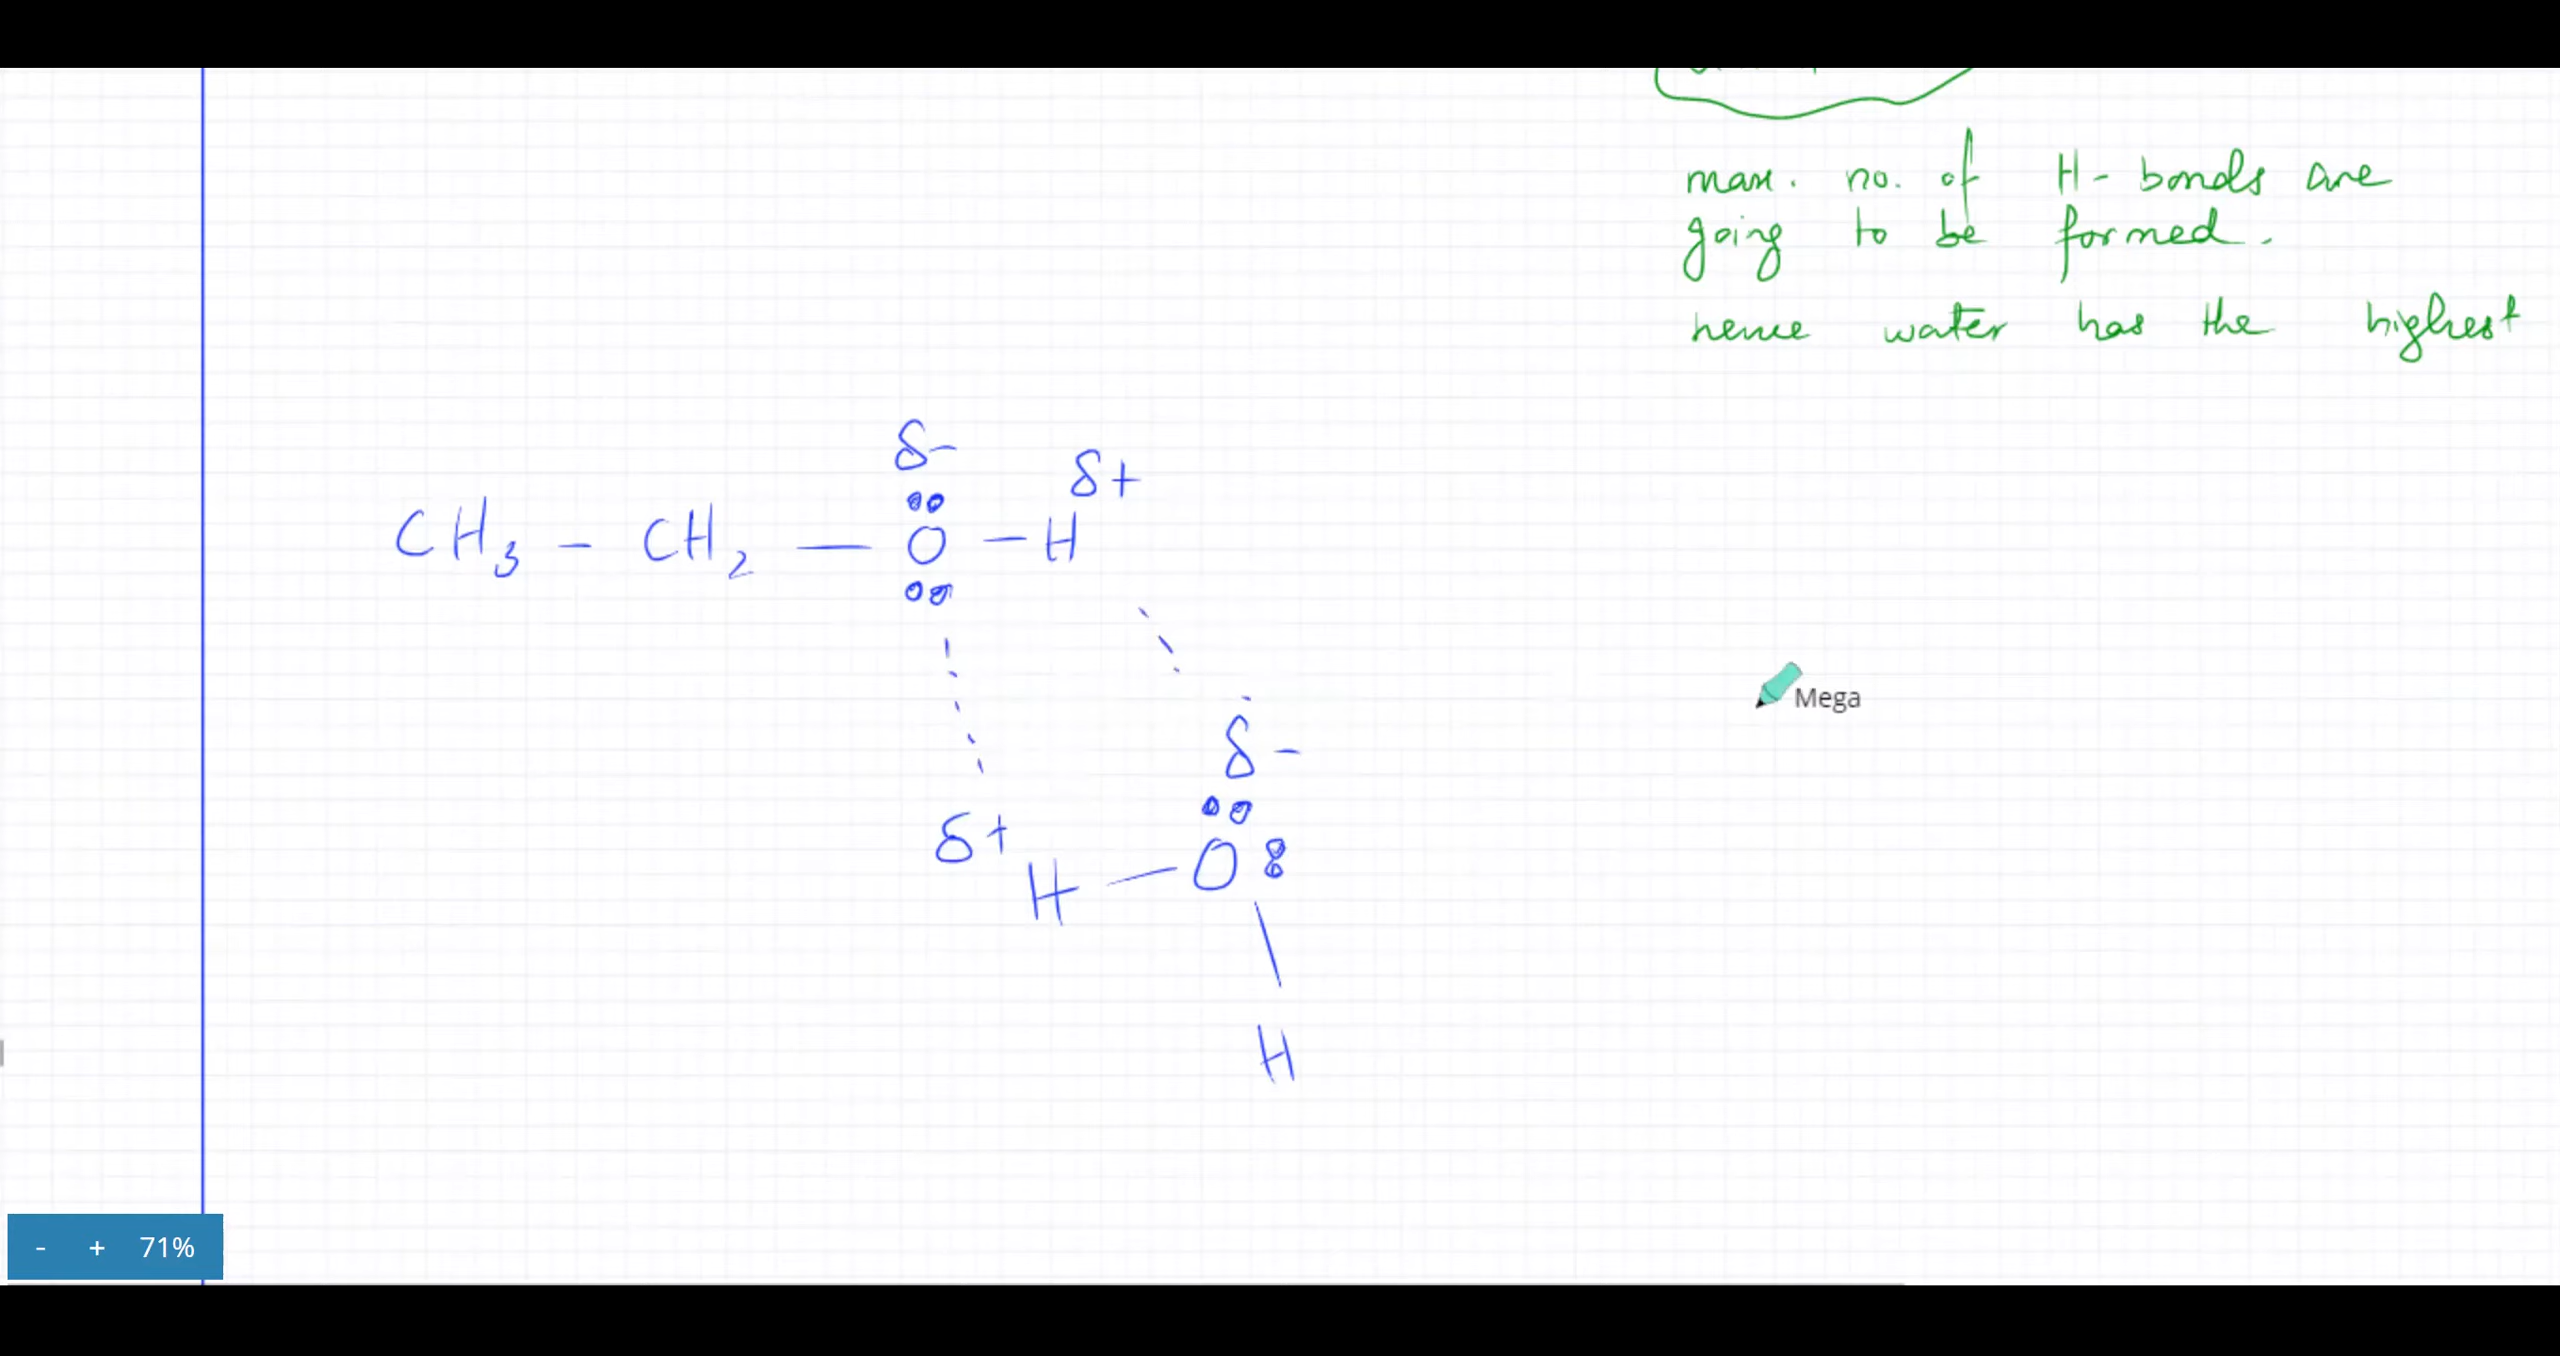 max. no. of H- bonds are
going to be formed.
hence water has the highest
δ-
δ+
CH₃ - CH₂ — O - H
δ-
δ+
H — O
H
Mega
- + 71%